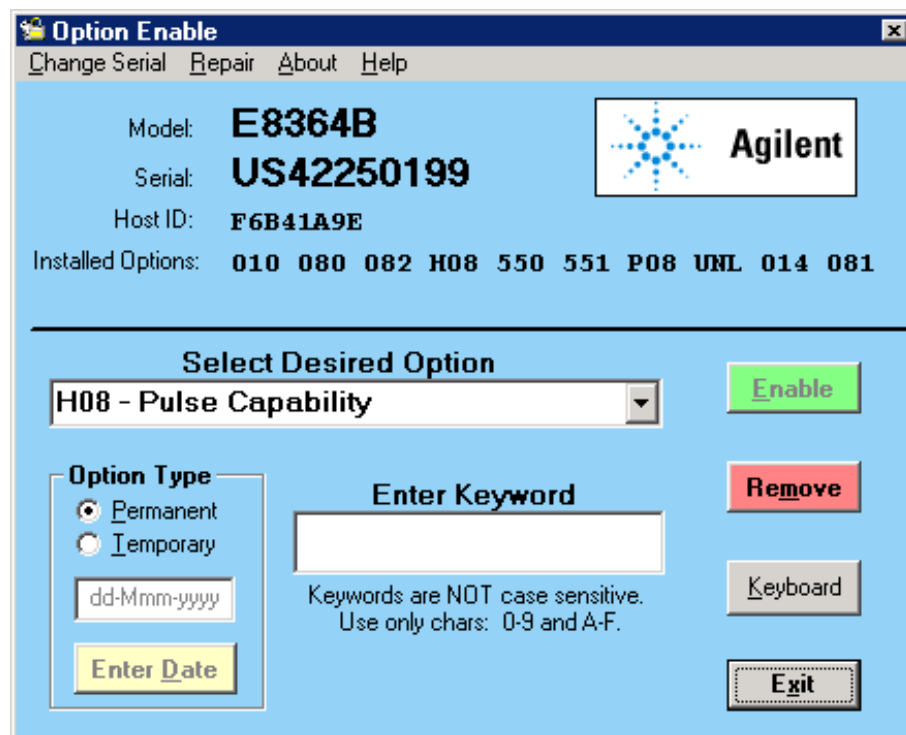 Option Enable
Change Serial Repair About Help
Model: E8364B
Agilent
Serial: US42250199
Host ID: F6B41A9E
Installed Options: 010 080 082 H08 550 551 P08 UNL 014 081
Select Desired Option
H08 - Pulse Capability
Enable
Option Type
Permanent
Temporary
dd-Mmm-yyyy
Enter Date
Enter Keyword
Keywords are NOT case sensitive.
Use only chars: 0-9 and A-F.
Remove
Keyboard
Exit